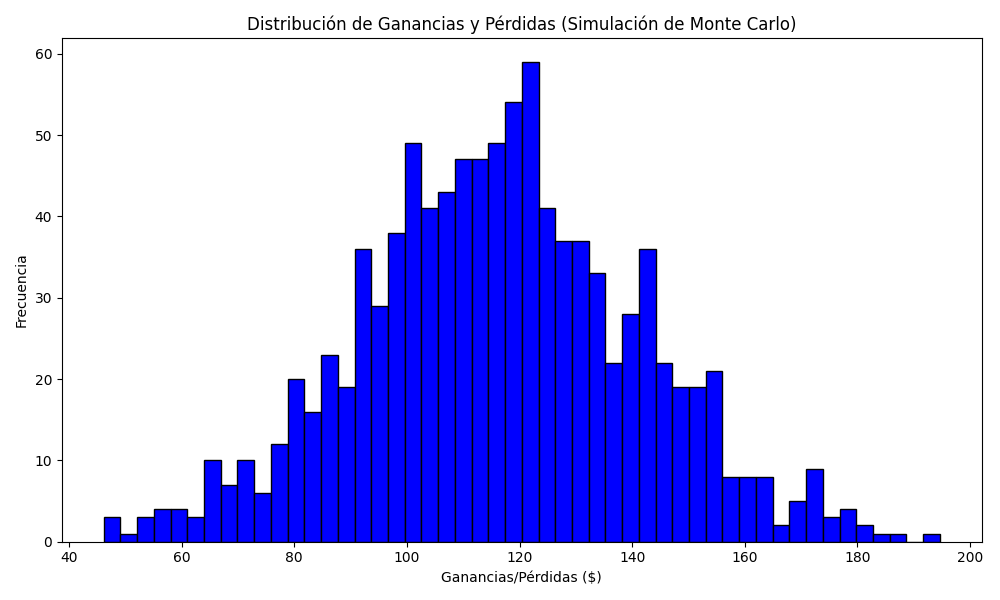 Distribución de Ganancias y Pérdidas (Simulación de Monte Carlo)
60
50
40
30
20
10
0
Frecuencia
40 60 80 100 120 140 160 180 200
Ganancias/Pérdidas ($)